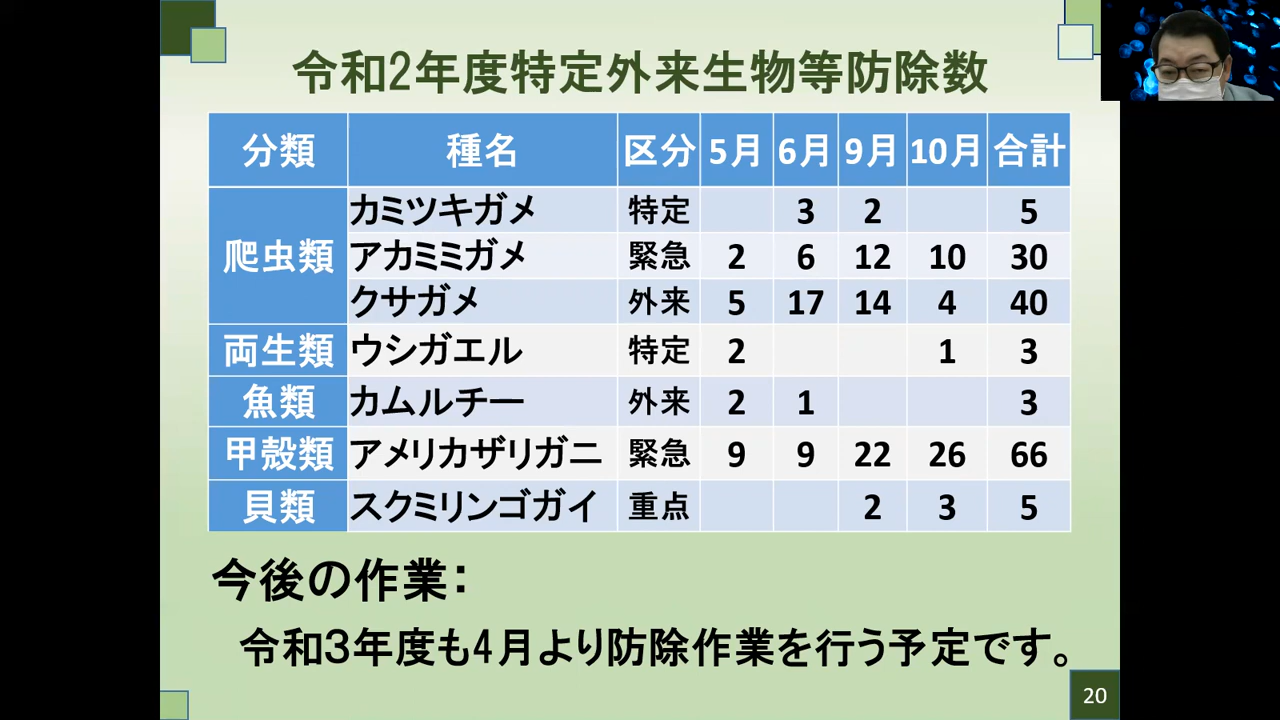 令和2年度特定外来生物等防除数
分類 種名 区分 5月 6月 9月 10月 合計
爬虫類 カミツキガメ 特定 3 2 5
アカミミガメ 緊急 2 6 12 10 30
クサガメ 外来 5 17 14 4 40
両生類 ウシガエル 特定 2 1 3
魚類 カムルチー 外来 2 1 3
甲殻類 アメリカザリガニ 緊急 9 9 22 26 66
貝類 スクミリンゴガイ 重点 2 3 5
今後の作業：
令和３年度も4月より防除作業を行う予定です。
20